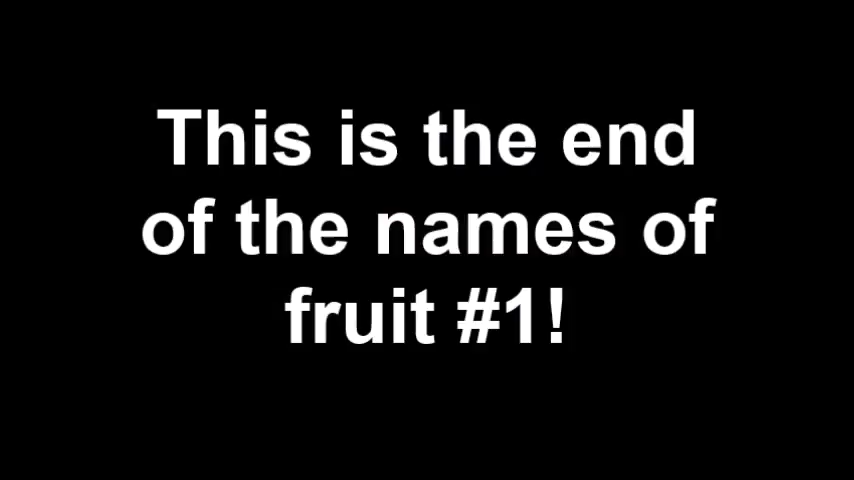 This is the end
of the names of
fruit #1!